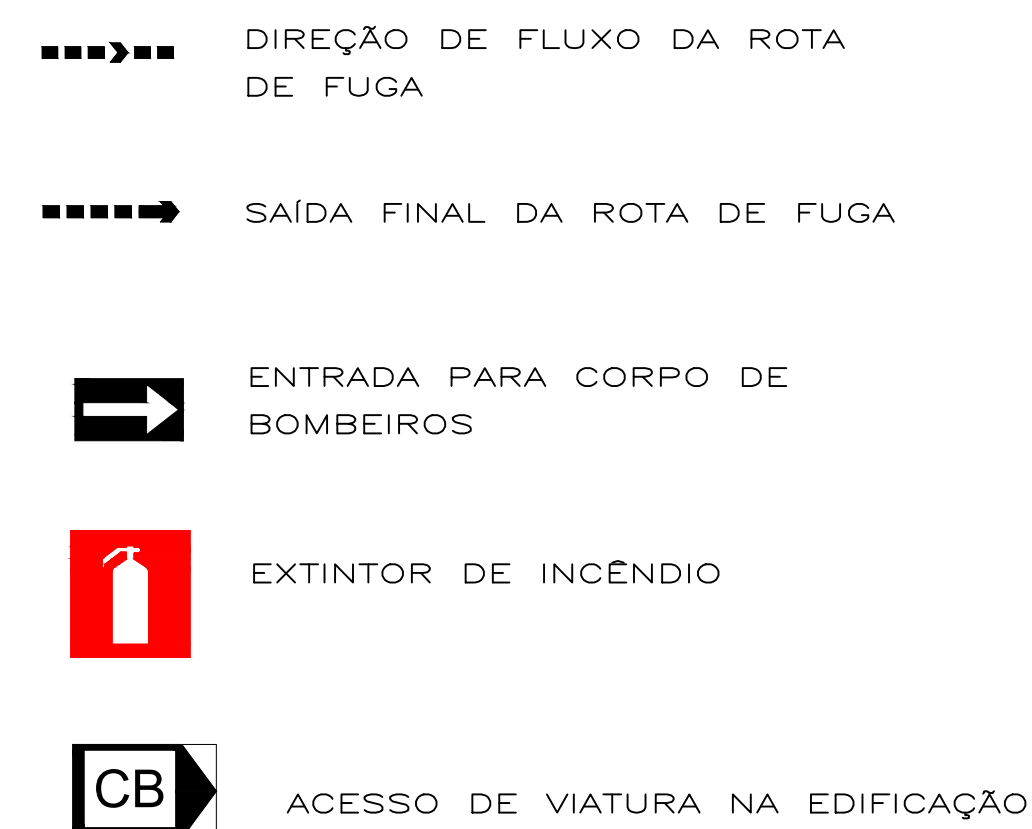 DIREÇÃO DE FLUXO DA ROTA
DE FUGA
SAÍDA FINAL DA ROTA DE FUGA
ENTRADA PARA CORPO DE
BOMBEIROS
EXTINTOR DE INCÊNDIO
CB
ACESSO DE VIATURA NA EDIFICAÇÃO